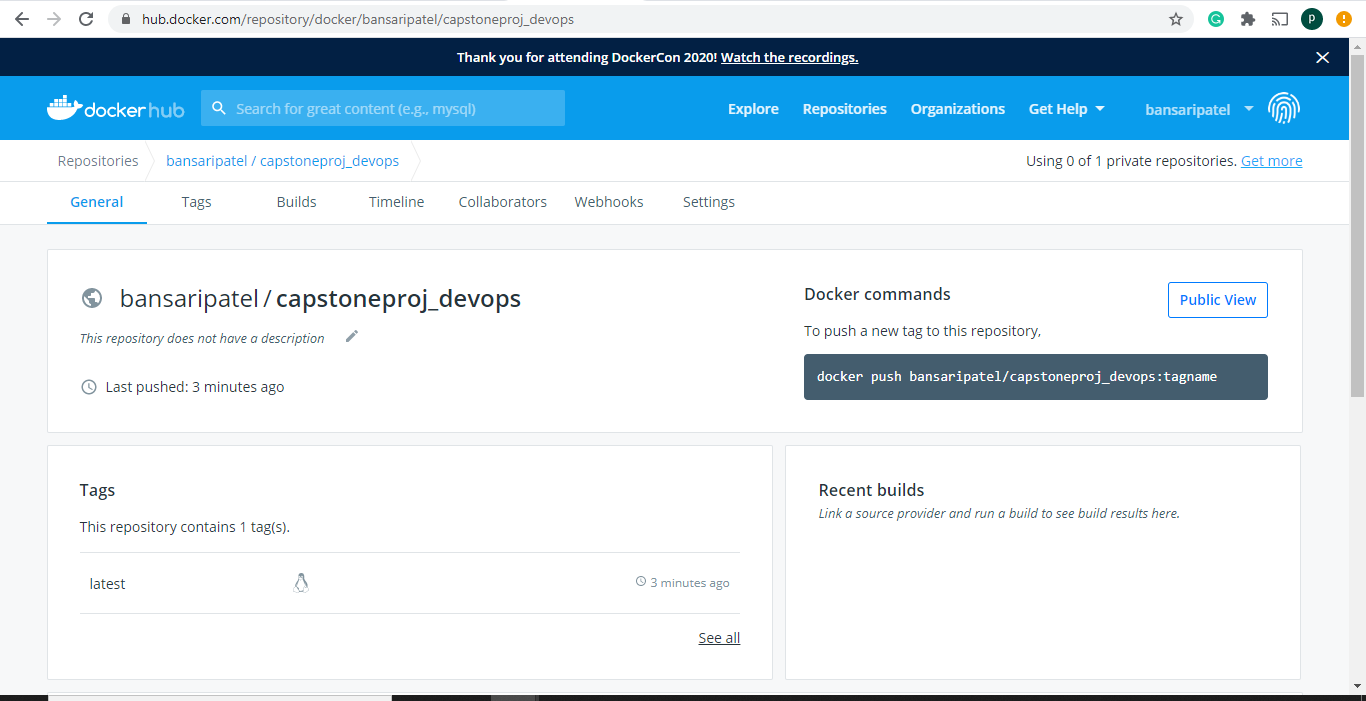 hub.docker.com/repository/docker/bansaripatel/capstoneproj_devops
p
Thank you for attending DockerCon 2020! Watch the recordings.
docker hub
Search for great content (e.g., mysql)
Explore
Repositories
Organizations
Get Help
bansaripatel
Repositories
bansaripatel / capstoneproj_devops
Using 0 of 1 private repositories. Get more
General
Tags
Builds
Timeline
Collaborators
Webhooks
Settings
bansaripatel / capstoneproj_devops
This repository does not have a description
Last pushed: 3 minutes ago
Docker commands
Public View
To push a new tag to this repository,
docker push bansaripatel/capstoneproj_devops:tagname
Tags
This repository contains 1 tag(s).
latest
3 minutes ago
See all
Recent builds
Link a source provider and run a build to see build results here.